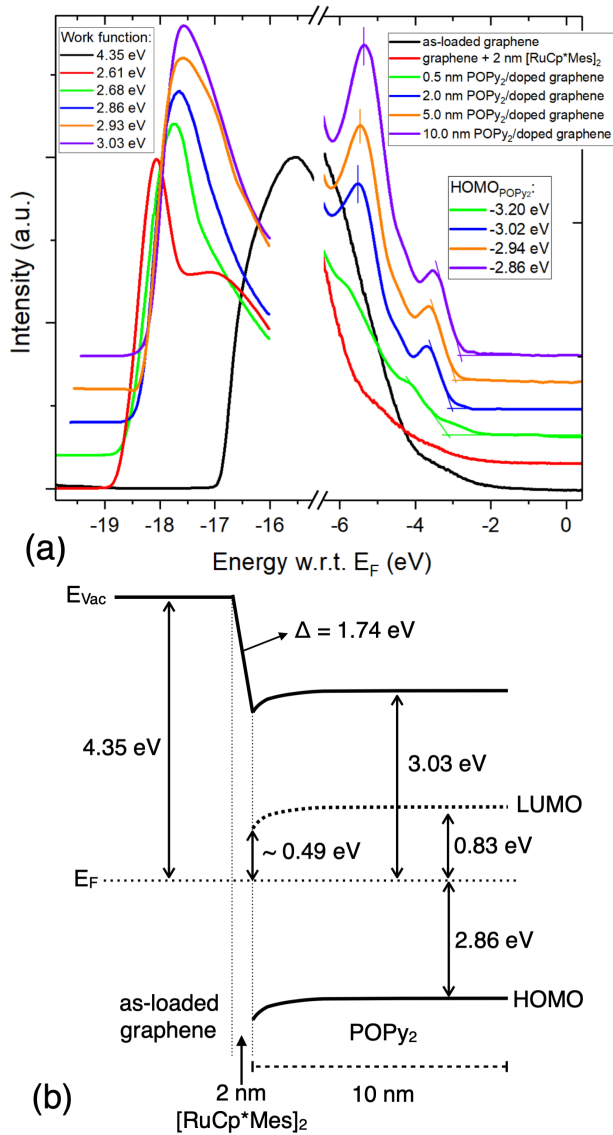 Work function:
4.35 eV
2.61 eV
2.68 eV
2.86 eV
2.93 eV
3.03 eV
as-loaded graphene
graphene + 2 nm [RuCp*Mes]₂
0.5 nm POPy₂/doped graphene
2.0 nm POPy₂/doped graphene
5.0 nm POPy₂/doped graphene
10.0 nm POPy₂/doped graphene
HOMO_POPy₂:
-3.20 eV
-3.02 eV
-2.94 eV
-2.86 eV
Intensity (a.u.)
-19 -18 -17 -16 -6 -4 -2 0
Energy w.r.t. E_F (eV)
(a)
E_Vac
Δ = 1.74 eV
4.35 eV
3.03 eV
LUMO
~ 0.49 eV
0.83 eV
E_F
2.86 eV
HOMO
as-loaded
graphene
POPy₂
2 nm
10 nm
[RuCp*Mes]₂
(b)